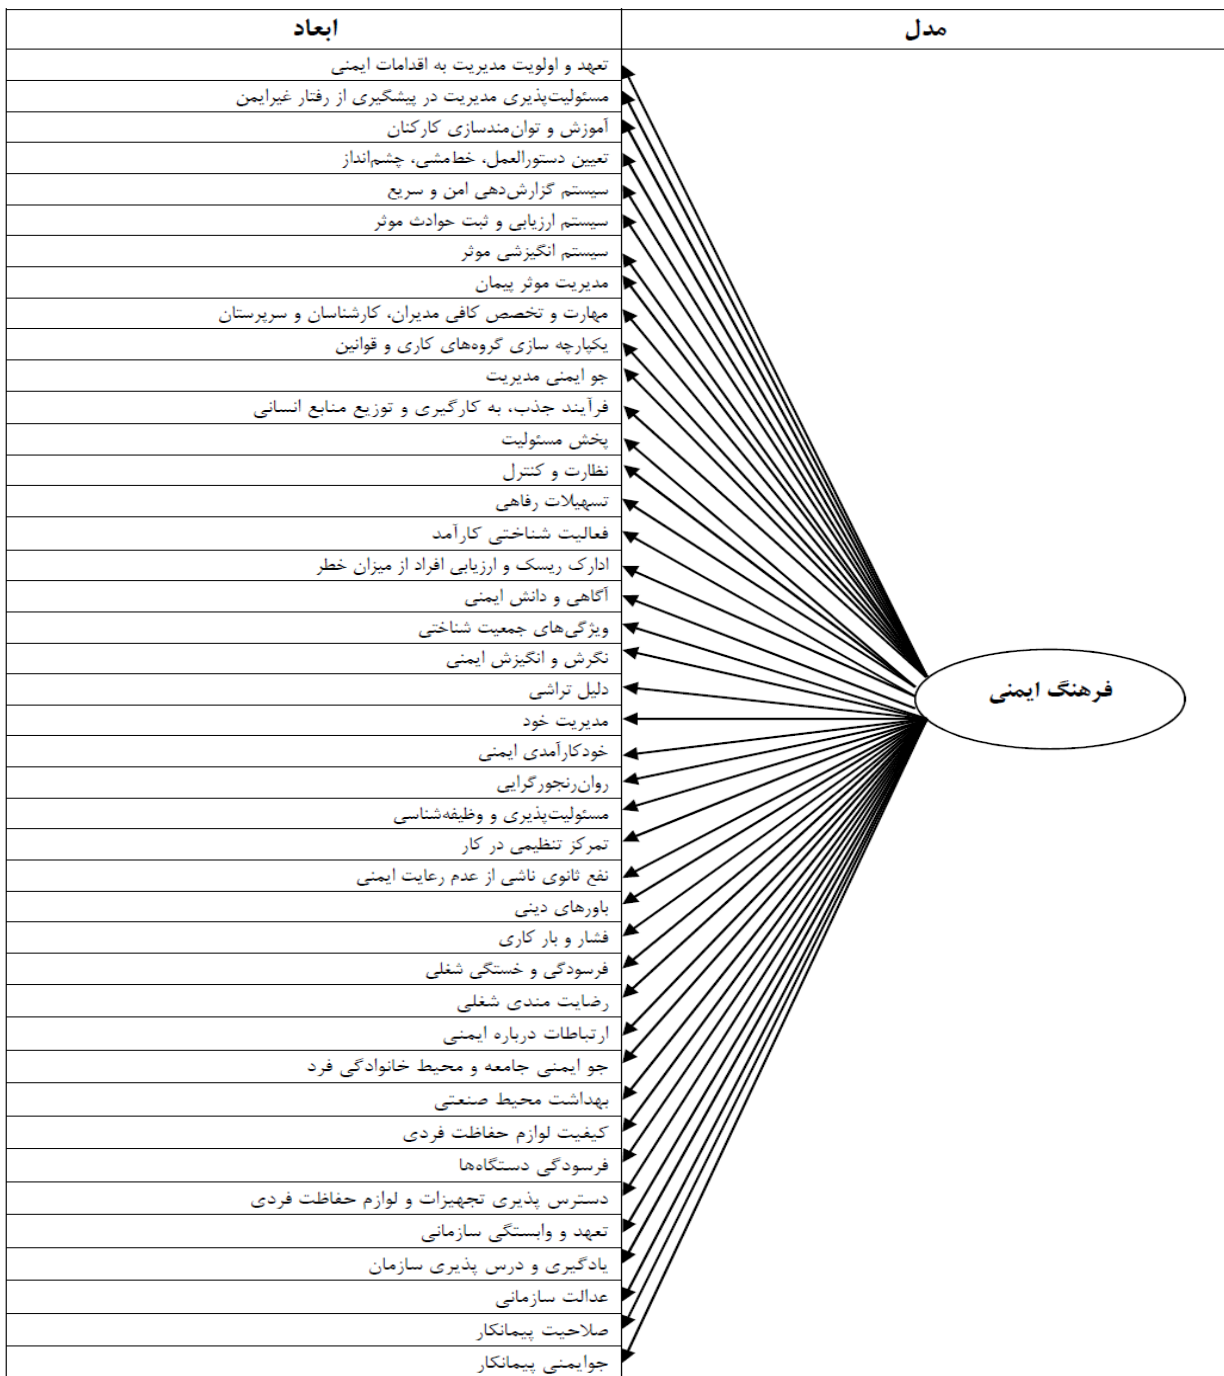 مدل
ابعاد
تعهد و اولویت مدیریت به اقدامات ایمنی
مسئولیت‌پذیری مدیریت در پیشگیری از رفتار غیرایمن
آموزش و توان‌مندسازی کارکنان
تعیین دستورالعمل، خط‌مشی، چشم‌انداز
سیستم گزارش‌دهی امن و سریع
سیستم ارزیابی و ثبت حوادث موثر
سیستم انگیزشی موثر
مدیریت موثر پیمان
مهارت و تخصص کافی مدیران، کارشناسان و سرپرستان
یکپارچه سازی گروه‌های کاری و قوانین
جو ایمنی مدیریت
فرآیند جذب، به کارگیری و توزیع منابع انسانی
پخش مسئولیت
نظارت و کنترل
تسهیلات رفاهی
فعالیت شناختی کارآمد
ادارک ریسک و ارزیابی افراد از میزان خطر
آگاهی و دانش ایمنی
ویژگی‌های جمعیت شناختی
نگرش و انگیزش ایمنی
دلیل تراشی
مدیریت خود
خودکارآمدی ایمنی
روان‌رنجورگرایی
مسئولیت‌پذیری و وظیفه‌شناسی
تمرکز تنظیمی در کار
نفع ثانوی ناشی از عدم رعایت ایمنی
باورهای دینی
فشار و بار کاری
فرسودگی و خستگی شغلی
رضایت مندی شغلی
ارتباطات درباره ایمنی
جو ایمنی جامعه و محیط خانوادگی فرد
بهداشت محیط صنعتی
کیفیت لوازم حفاظت فردی
فرسودگی دستگاه‌ها
دسترس پذیری تجهیزات و لوازم حفاظت فردی
تعهد و وابستگی سازمانی
یادگیری و درس پذیری سازمان
عدالت سازمانی
صلاحیت پیمانکار
جوایمنی پیمانکار
فرهنگ ایمنی